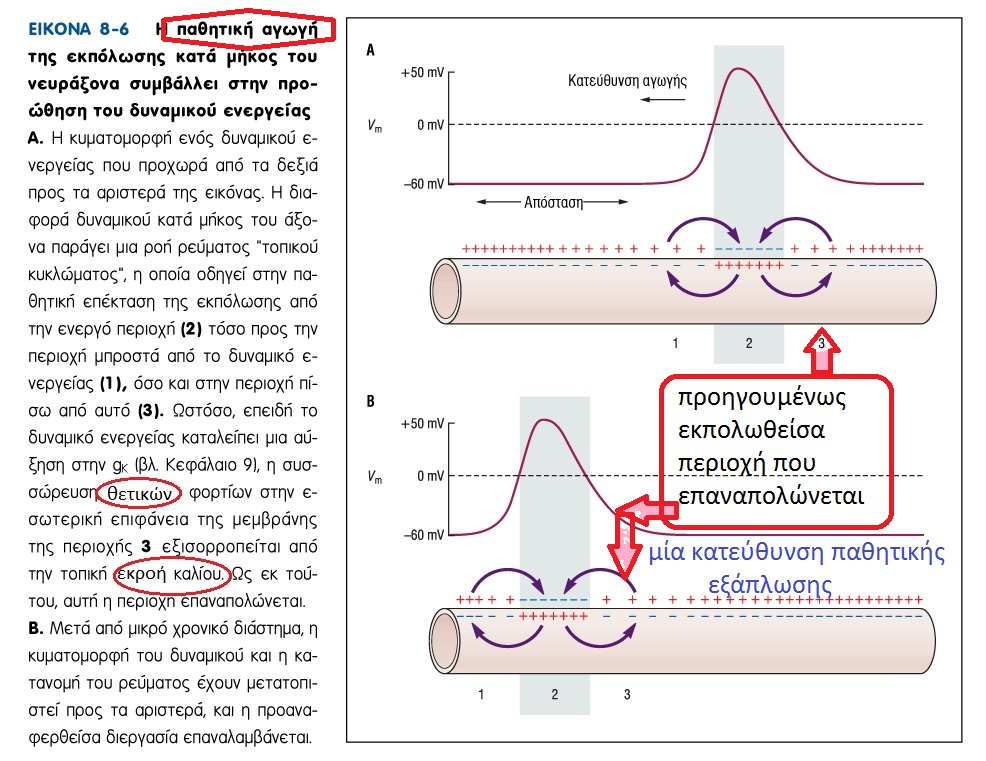 ΕΙΚΟΝΑ 8-6 Η παθητική αγωγή
της εκπόλωσης κατά μήκος του
νευράξονα συμβάλλει στην προ-
ώθηση του δυναμικού ενεργείας
Α. Η κυματομορφή ενός δυναμικού ε-
νεργείας που προχωρά από τα δεξιά
προς τα αριστερά της εικόνας. Η δια-
φορά δυναμικού κατά μήκος του άξο-
να παράγει μια ροή ρεύματος "τοπικού
κυκλώματος", η οποία οδηγεί στην πα-
θητική επέκταση της εκπόλωσης από
την ενεργό περιοχή (2) τόσο προς την
περιοχή μπροστά από το δυναμικό ε-
νεργείας (1), όσο και στην περιοχή πί-
σω από αυτό (3). Ωστόσο, επειδή το
δυναμικό ενεργείας καταλείπει μια αύ-
ξηση στην gK (βλ. Κεφάλαιο 9), η συσ-
σώρευση θετικών φορτίων στην ε-
σωτερική επιφάνεια της μεμβράνης
της περιοχής 3 εξισορροπείται από
την τοπική εκροή καλίου. Ως εκ τού-
του, αυτή η περιοχή επαναπολώνεται.
Β. Μετά από μικρό χρονικό διάστημα, η
κυματομορφή του δυναμικού και η κα-
τανομή του ρεύματος έχουν μετατοπι-
στεί προς τα αριστερά, και η προανα-
φερθείσα διεργασία επαναλαμβάνεται.
A
+50 mV
Κατεύθυνση αγωγής
Vm
0 mV
–60 mV
Απόσταση
1 2 3
προηγουμένως
εκπολωθείσα
περιοχή που
επαναπολώνεται
B
+50 mV
Vm
0 mV
–60 mV
μία κατεύθυνση παθητικής
εξάπλωσης
1 2 3